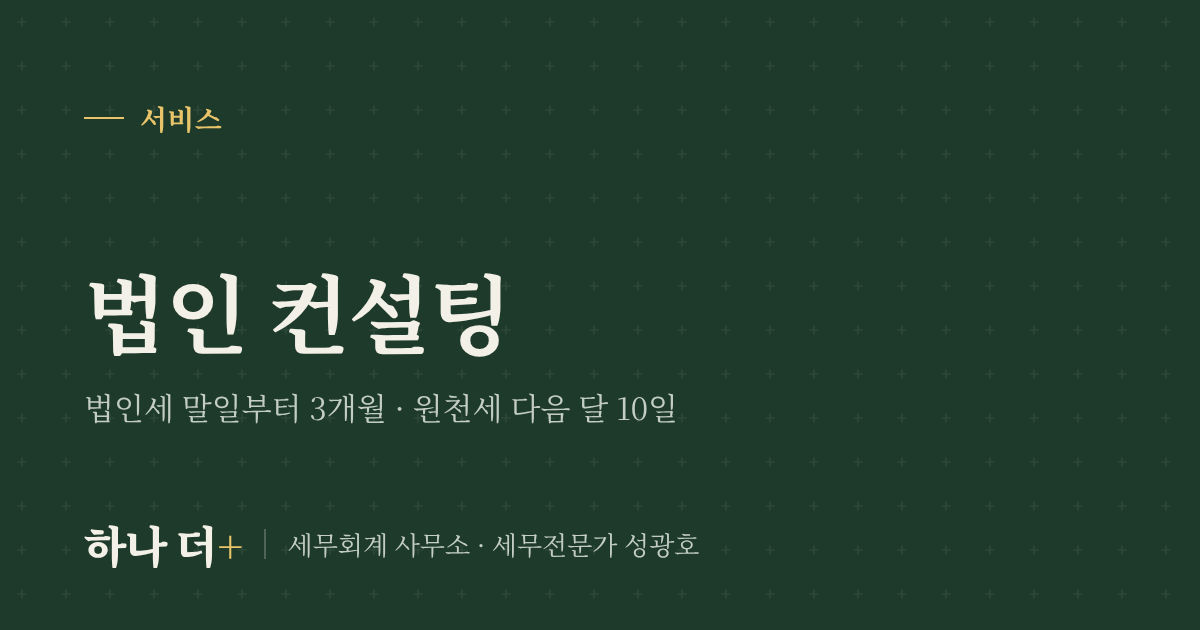 서비스
법인 컨설팅
법인세 말일부터 3개월 · 원천세 다음 달 10일
하나 더+ | 세무회계 사무소 · 세무전문가 성광호